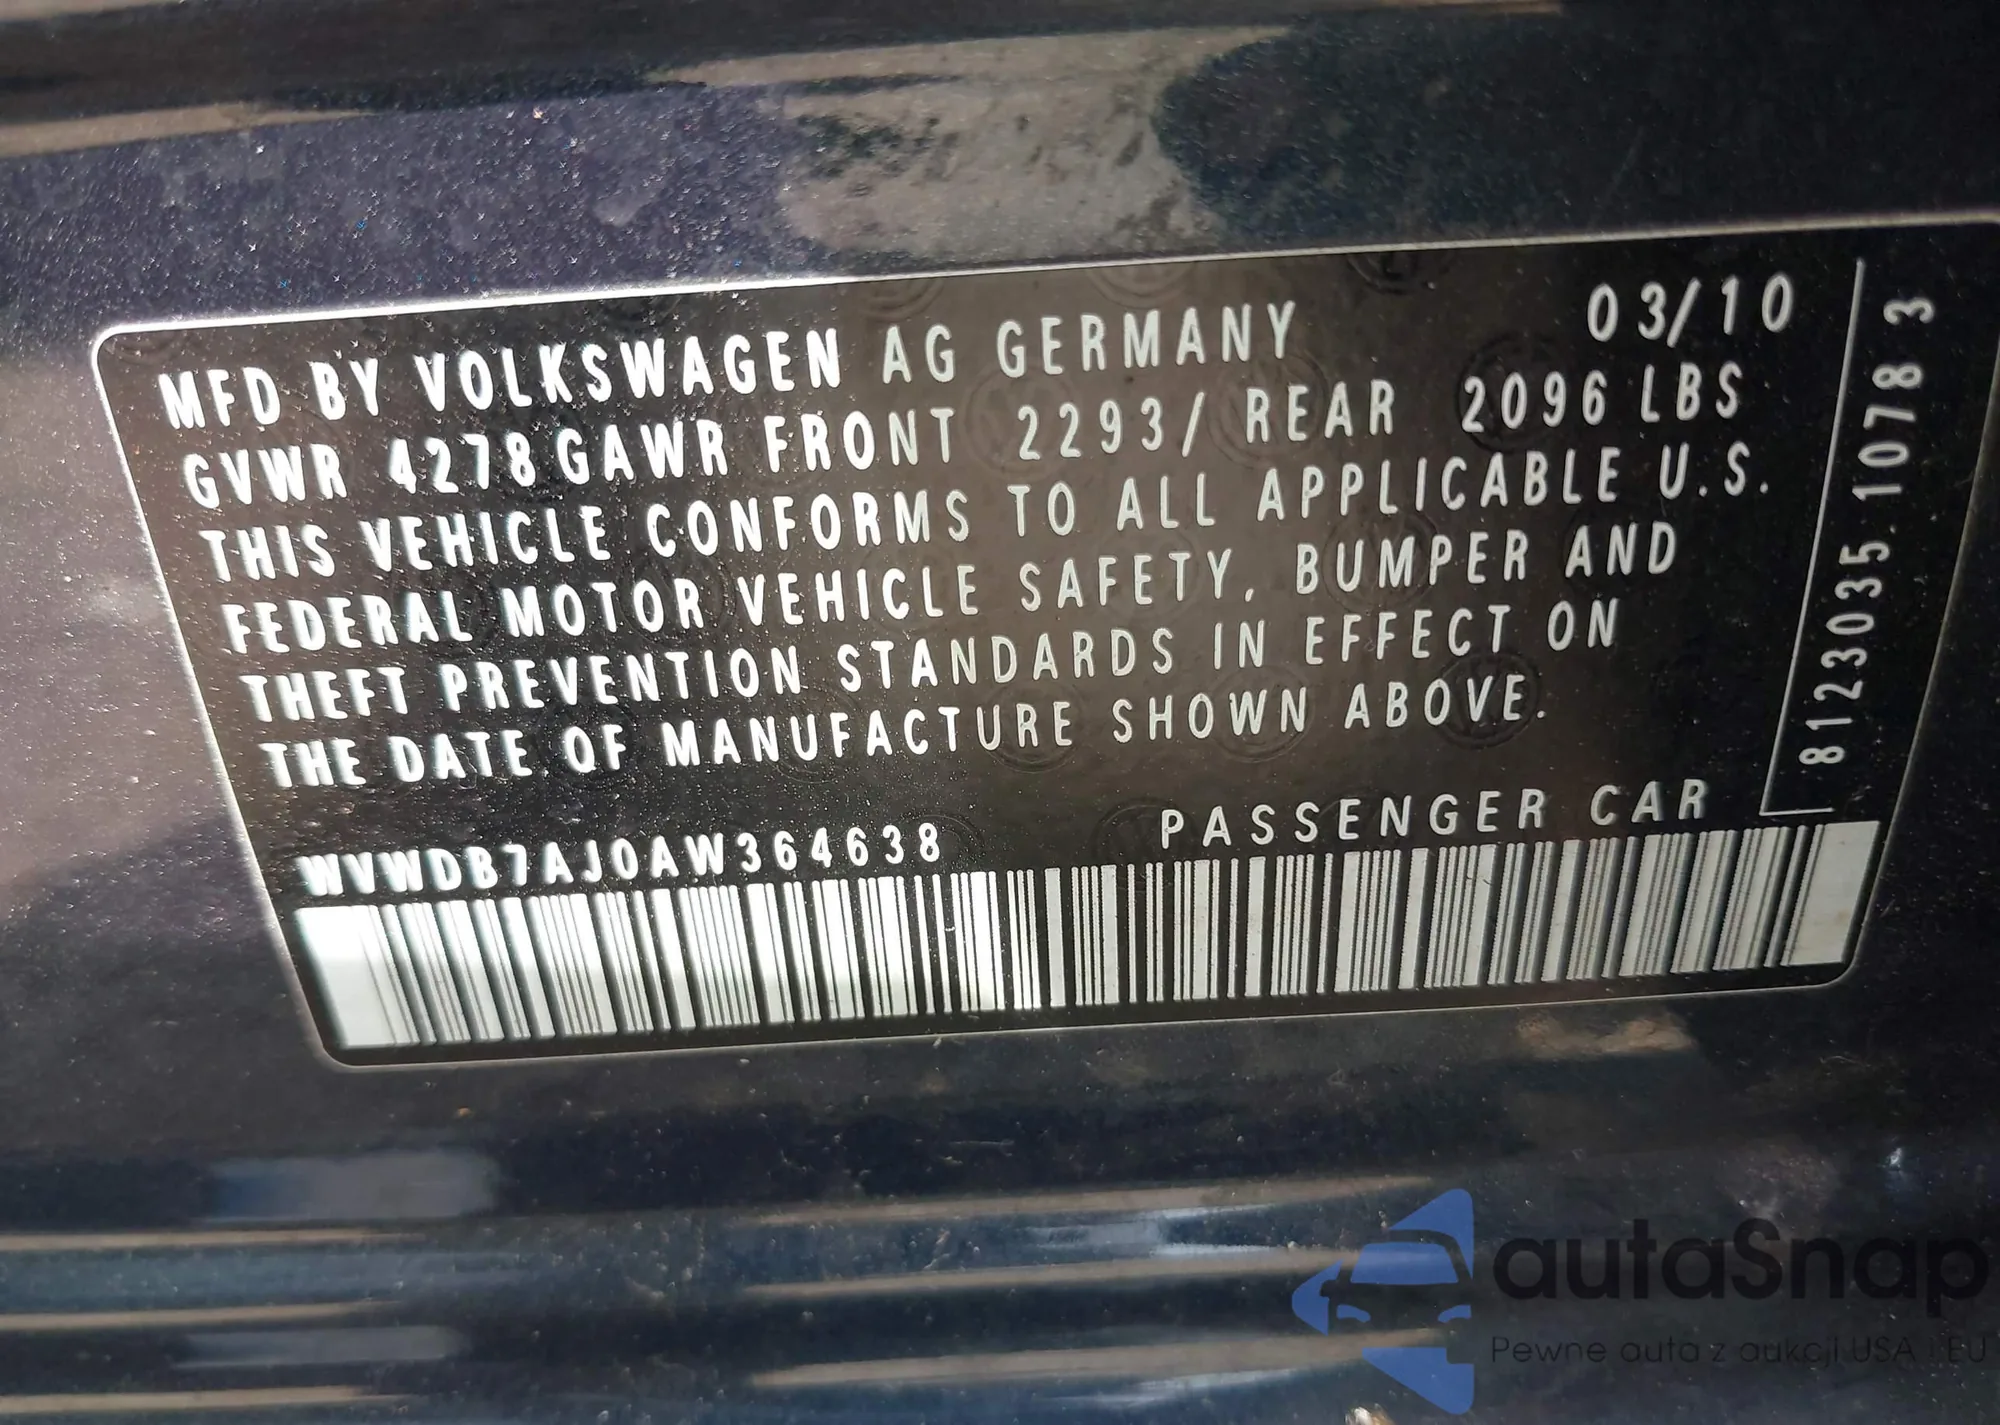 MFD BY VOLKSWAGEN AG GERMANY 03/10
GVWR 4278 GAWR FRONT 2293/ REAR 2096 LBS
THIS VEHICLE CONFORMS TO ALL APPLICABLE U.S.
FEDERAL MOTOR VEHICLE SAFETY, BUMPER AND
THEFT PREVENTION STANDARDS IN EFFECT ON
THE DATE OF MANUFACTURE SHOWN ABOVE.
WVWDB7AJ0AW364638 PASSENGER CAR
8123035.1078 3
autaSnap
Pewne auta z aukcji USA i EU